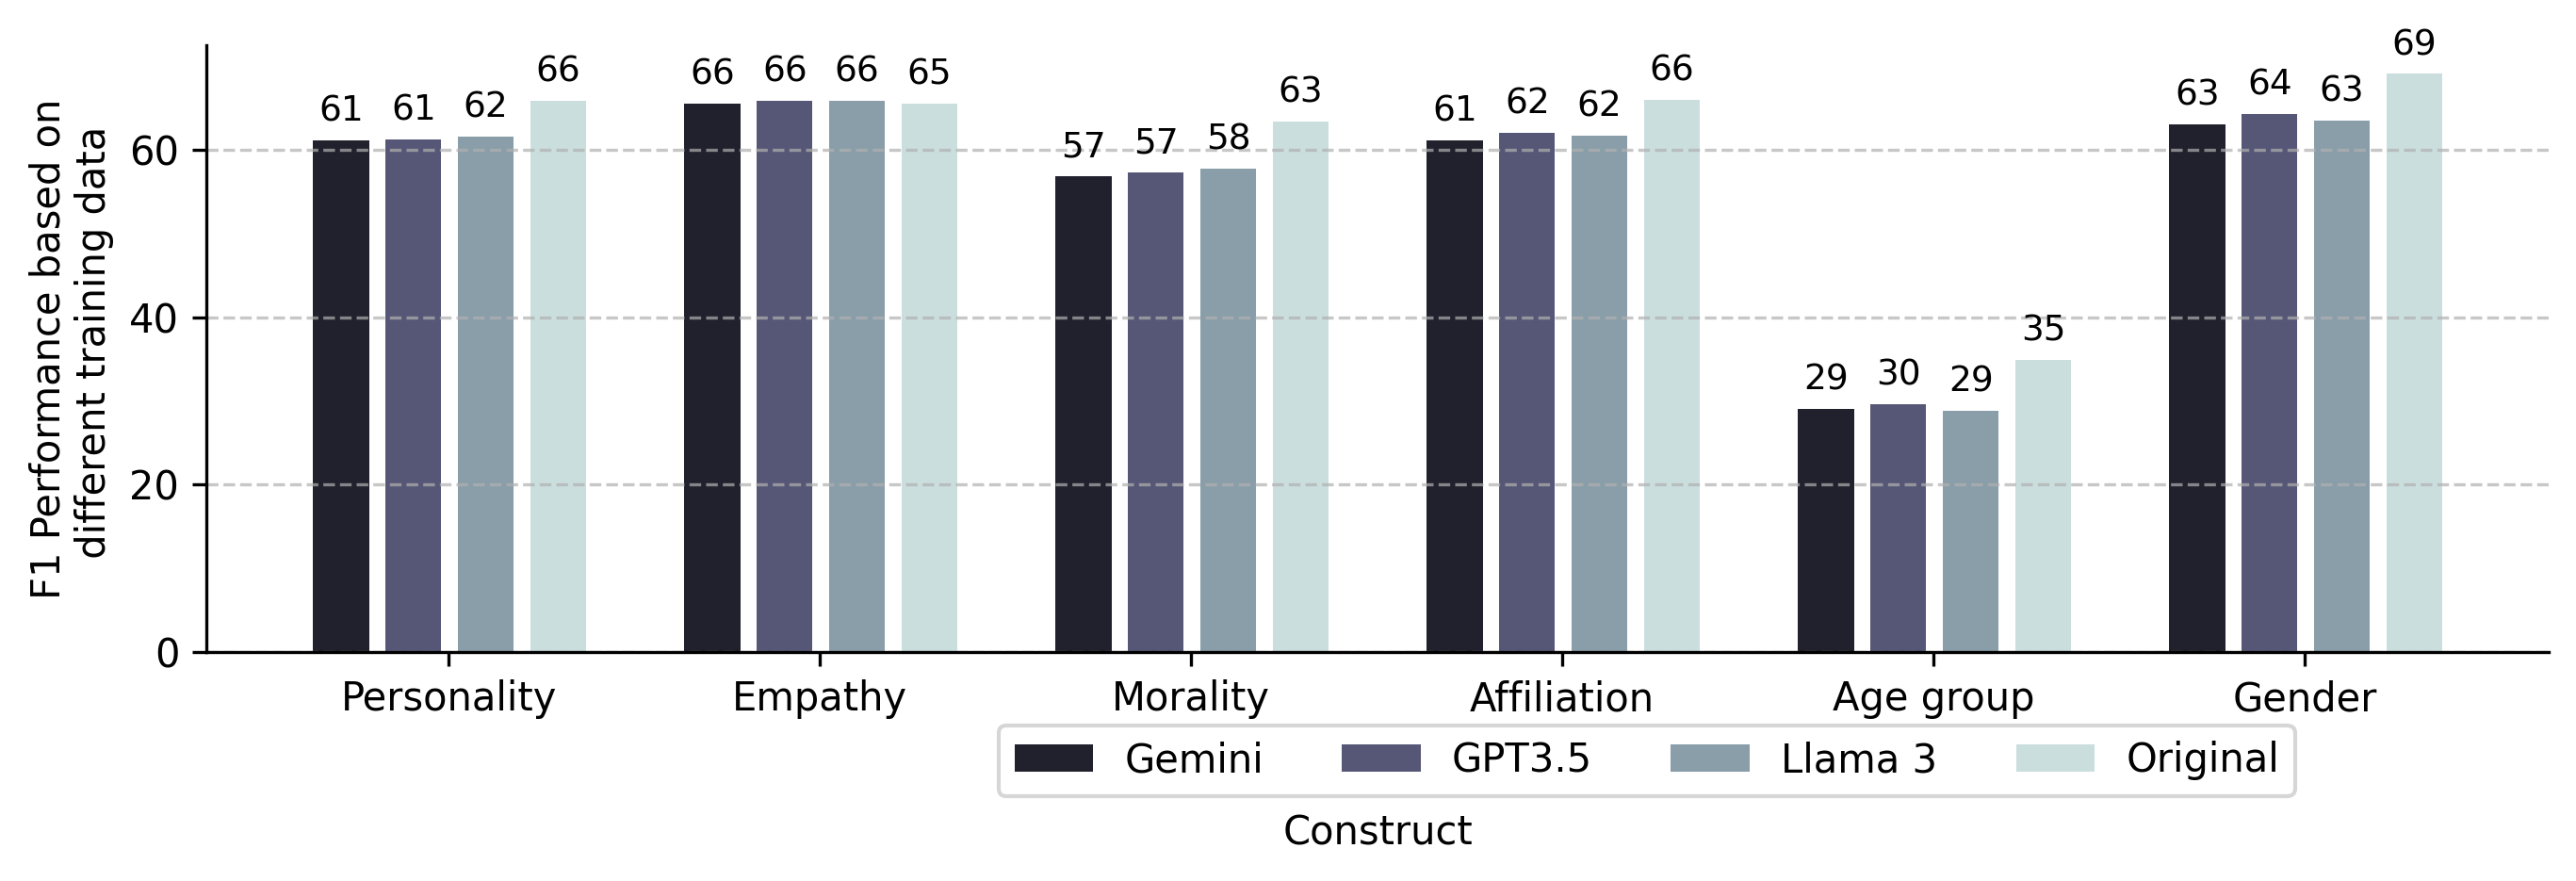 F1 Performance based on
different training data
60
40
20
0
61 61 62 66
66 66 66 65
57 57 58 63
61 62 62 66
29 30 29 35
63 64 63 69
Personality Empathy Morality Affiliation Age group Gender
Gemini GPT3.5 Llama 3 Original
Construct